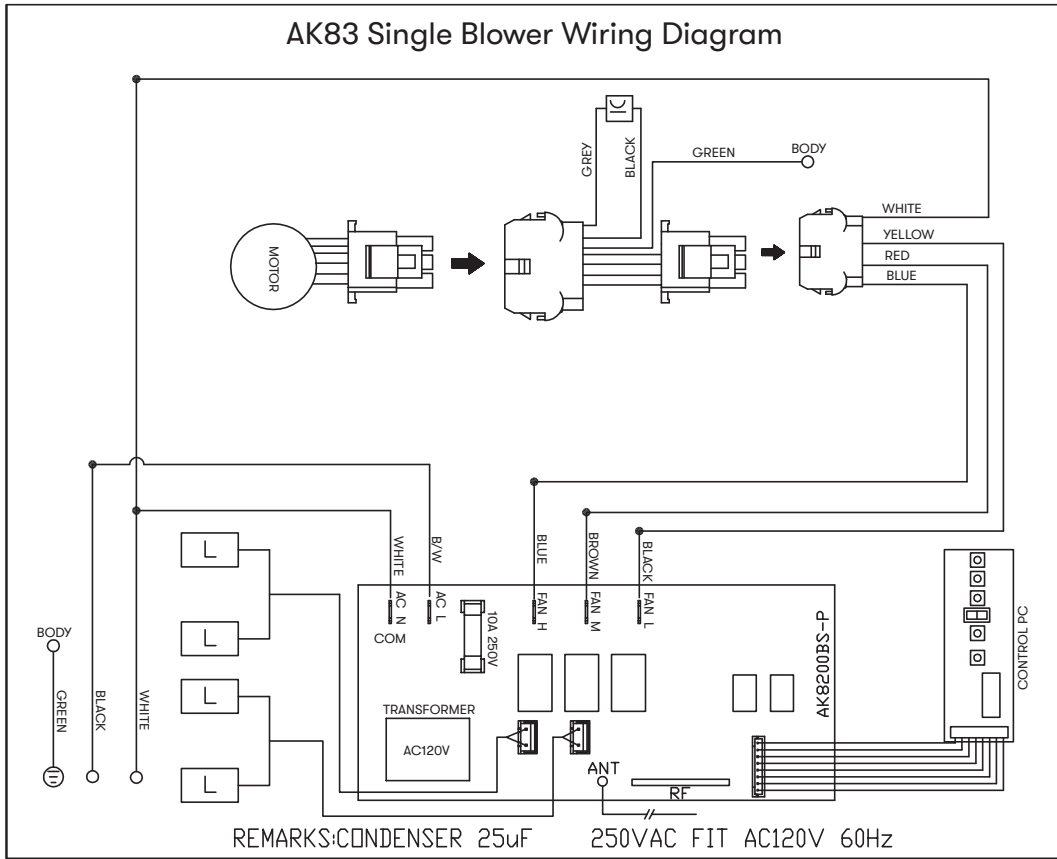 AK83 Single Blower Wiring Diagram
GREY
BLACK
GREEN
BODY
WHITE
YELLOW
RED
BLUE
MOTOR
WHITE
B/W
BLUE
BROWN
BLACK
AC N
AC L
FAN H
FAN M
FAN L
COM
10A 250V
L
L
L
L
BODY
GREEN
BLACK
WHITE
TRANSFORMER
AC120V
AK8200BS-P
CONTROL PC
ANT
RF
REMARKS:CONDENSER 25uF 250VAC FIT AC120V 60Hz